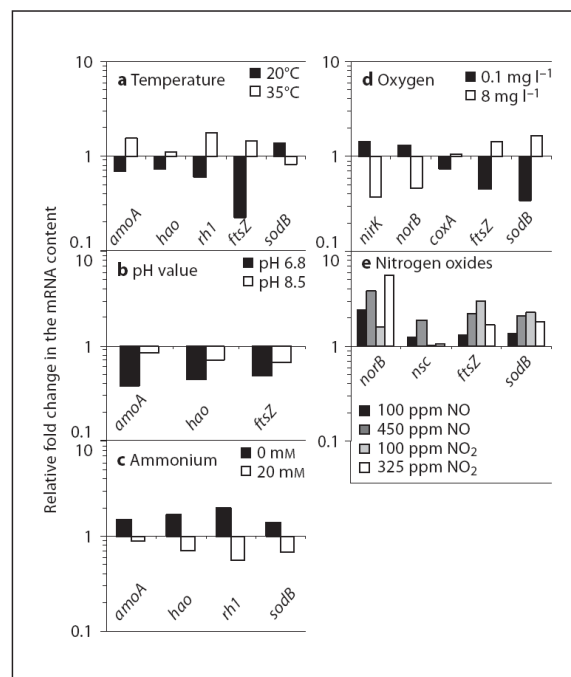 Relative fold change in the mRNA content
10
1
0.1
a Temperature
20°C
35°C
amoA
hao
rh1
ftsZ
sodB
10
1
0.1
b pH value
pH 6.8
pH 8.5
amoA
hao
ftsZ
10
1
0.1
c Ammonium
0 mM
20 mM
amoA
hao
rh1
sodB
10
1
0.1
d Oxygen
0.1 mg l⁻¹
8 mg l⁻¹
nirK
norB
coxA
ftsZ
sodB
10
1
0.1
e Nitrogen oxides
norB
nsc
ftsZ
sodB
100 ppm NO
450 ppm NO
100 ppm NO₂
325 ppm NO₂